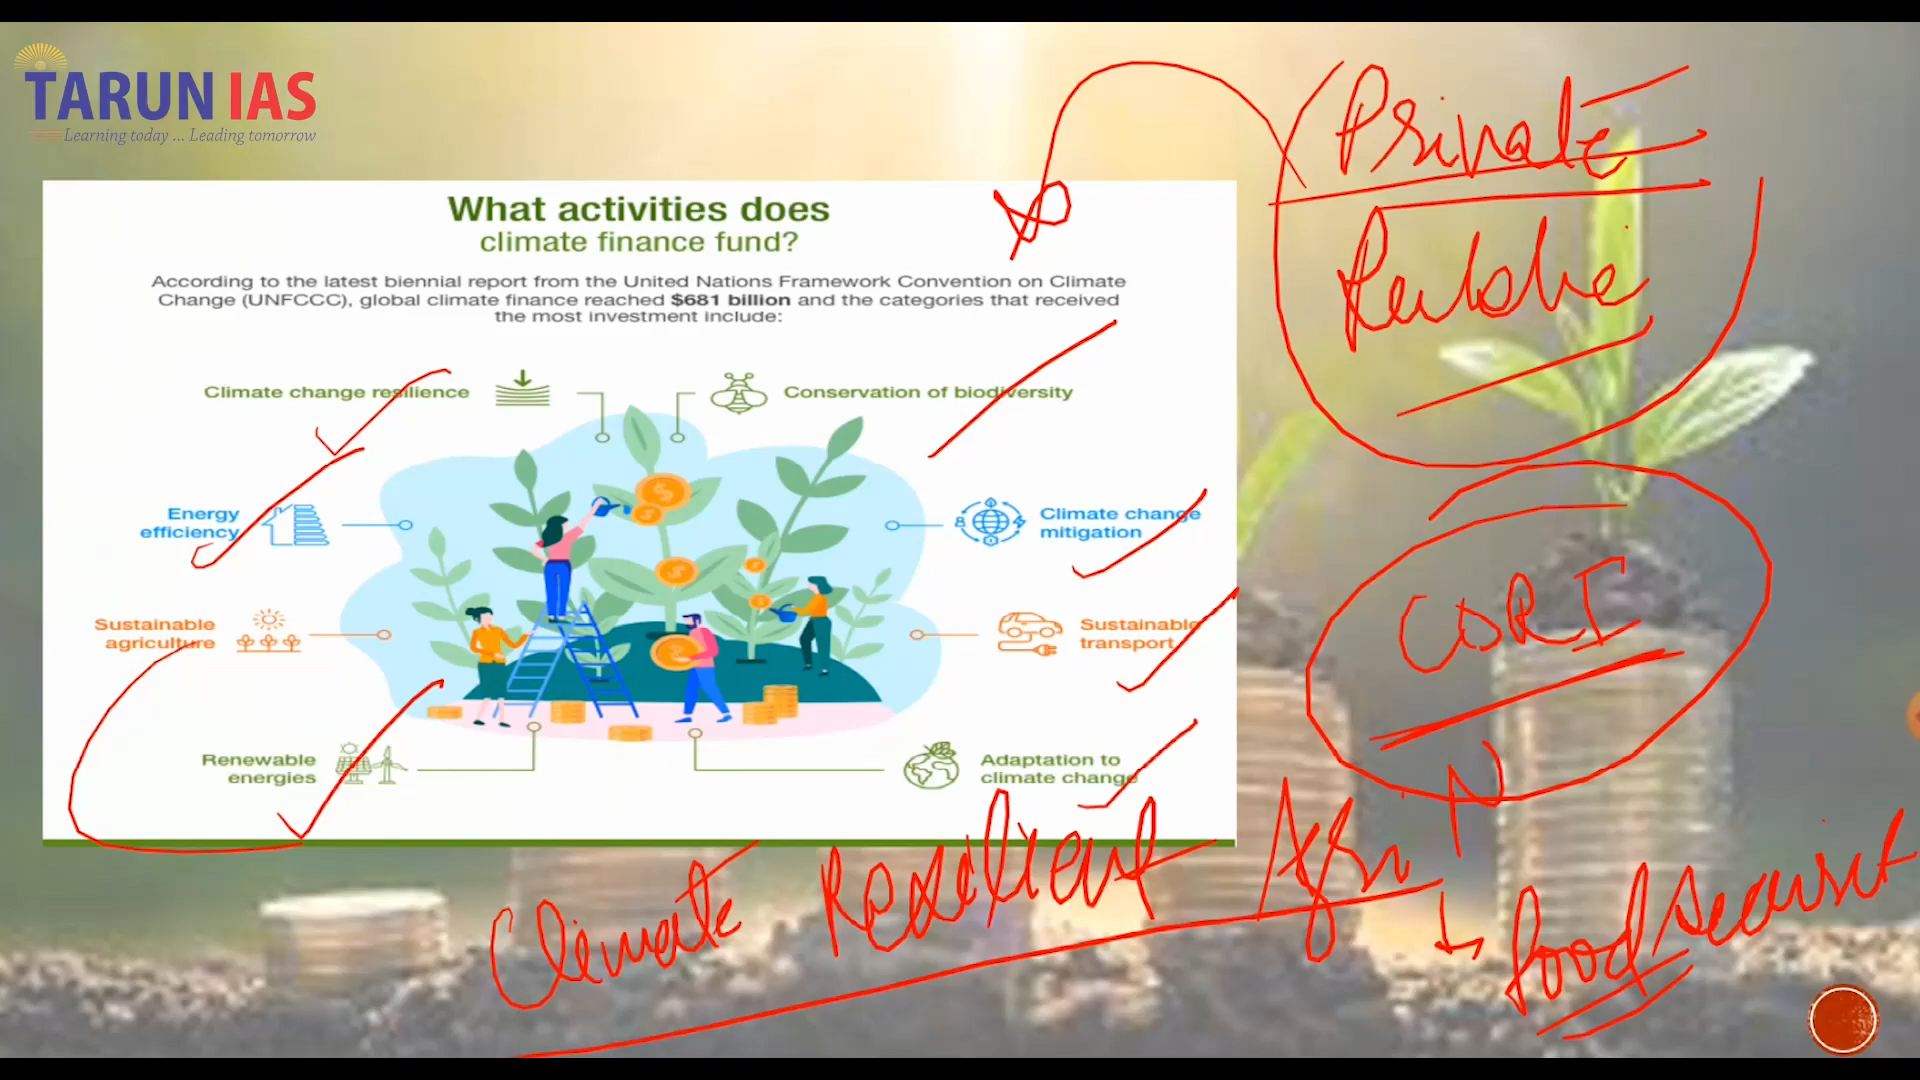 TARUN IAS
Learning today ... Leading tomorrow
What activities does
climate finance fund?
According to the latest biennial report from the United Nations Framework Convention on Climate
Change (UNFCCC), global climate finance reached $681 billion and the categories that received
the most investment include:
Climate change resilience
Conservation of biodiversity
Energy
efficiency
Climate change
mitigation
Sustainable
agriculture
Sustainable
transport
Renewable
energies
Adaptation to
climate change
Private
Public
CDRI
Climate Resilient Agri
food